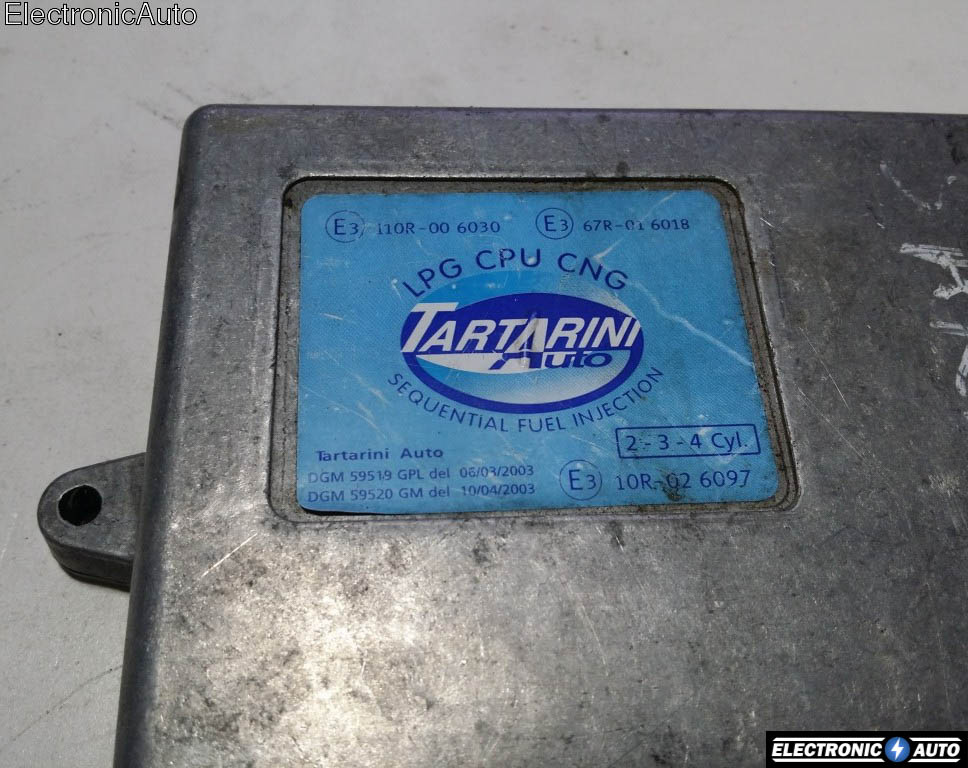 ElectronicAuto
E3 110R-00 6030 E3 67R-01 6018
LPG CPU CNG
TARTARINI
Auto
SEQUENTIAL FUEL INJECTION
2-3-4 Cyl.
Tartarini Auto
DGM 59519 GPL del 06/03/2003
DGM 59520 GM del 10/04/2003
E3 10R-02 6097
ELECTRONIC AUTO